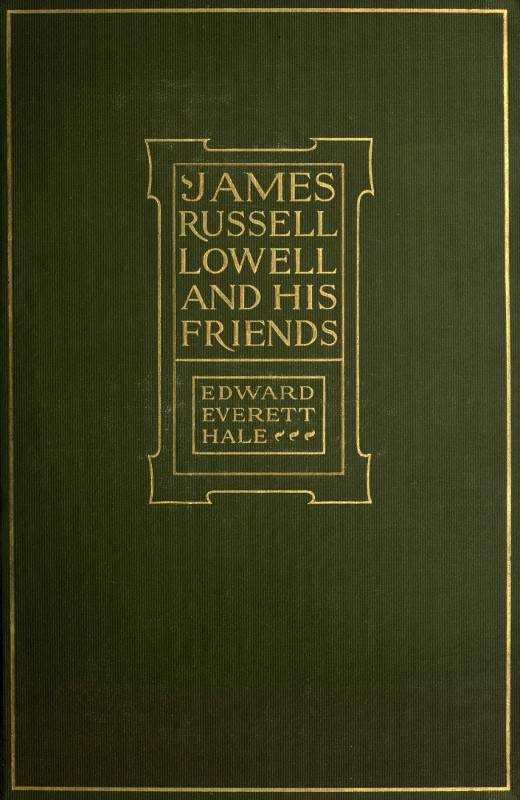 JAMES
RUSSELL
LOWELL
AND HIS
FRIENDS
EDWARD
EVERETT
HALE